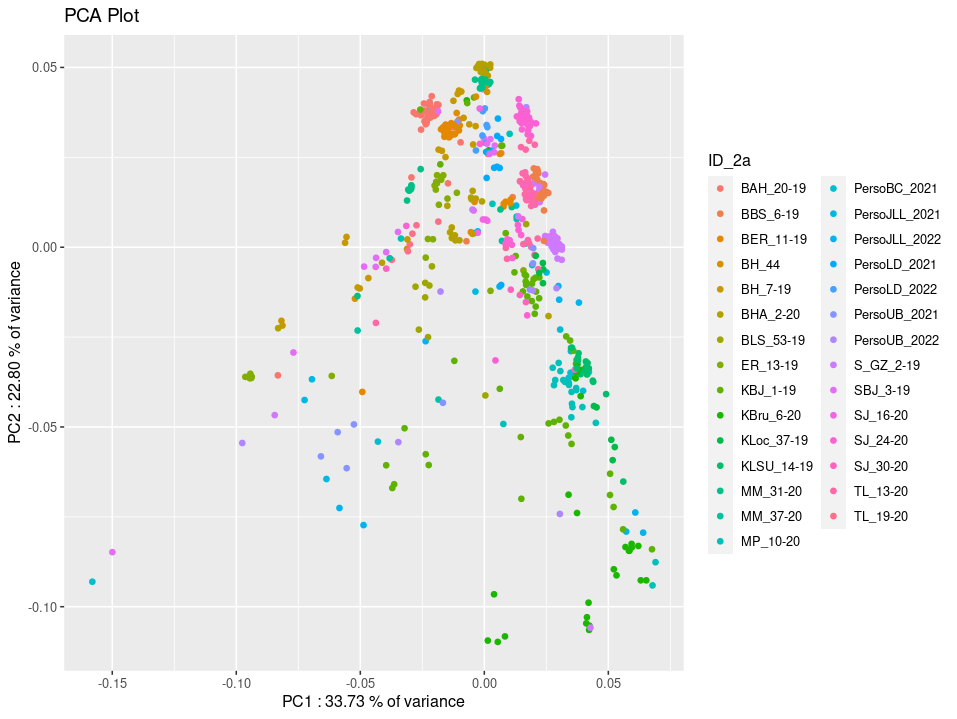 PCA Plot
0.05
0.00
-0.05
-0.10
PC2 : 22.80 % of variance
-0.15
-0.10
-0.05
0.00
0.05
PC1 : 33.73 % of variance
ID_2a
BAH_20-19
BBS_6-19
BER_11-19
BH_44
BH_7-19
BHA_2-20
BLS_53-19
ER_13-19
KBJ_1-19
KBru_6-20
KLoc_37-19
KLSU_14-19
MM_31-20
MM_37-20
MP_10-20
PersoBC_2021
PersoJLL_2021
PersoJLL_2022
PersoLD_2021
PersoLD_2022
PersoUB_2021
PersoUB_2022
S_GZ_2-19
SBJ_3-19
SJ_16-20
SJ_24-20
SJ_30-20
TL_13-20
TL_19-20